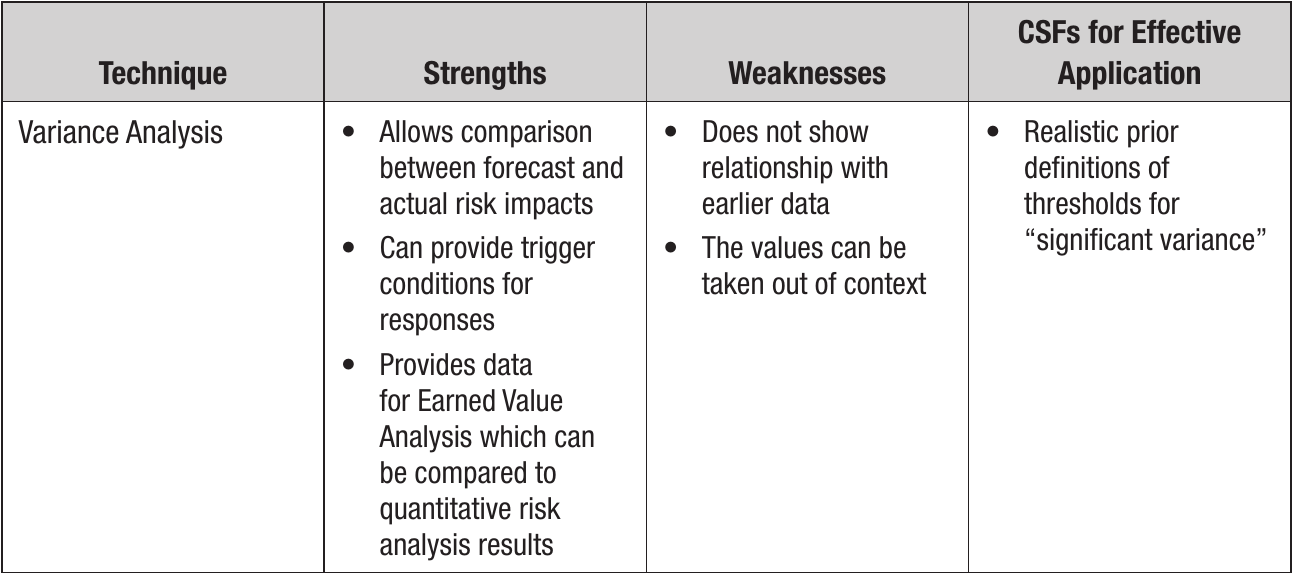 Technique
Strengths
Weaknesses
CSFs for Effective
Application
Variance Analysis
• Allows comparison
between forecast and
actual risk impacts
• Can provide trigger
conditions for
responses
• Provides data
for Earned Value
Analysis which can
be compared to
quantitative risk
analysis results
• Does not show
relationship with
earlier data
• The values can be
taken out of context
• Realistic prior
definitions of
thresholds for
“significant variance”